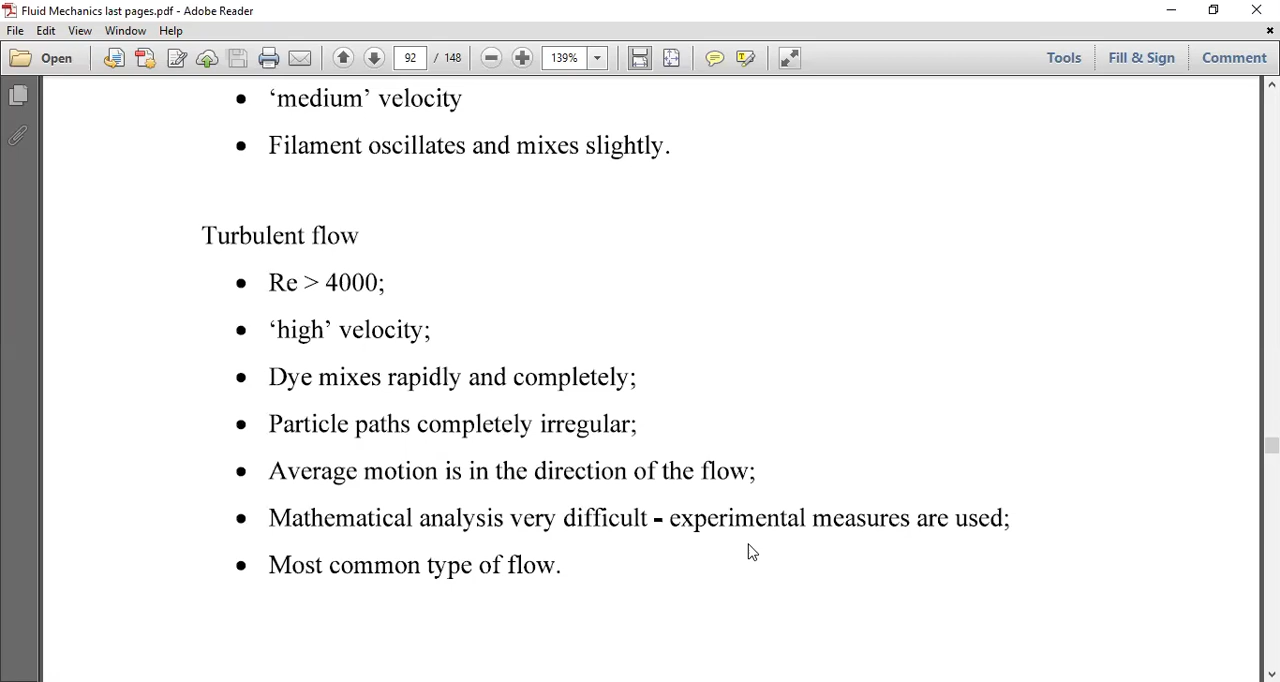 Fluid Mechanics last pages.pdf - Adobe Reader
File Edit View Window Help
Open 92 / 148 139% Tools Fill & Sign Comment
• ‘medium’ velocity
• Filament oscillates and mixes slightly.
Turbulent flow
• Re > 4000;
• ‘high’ velocity;
• Dye mixes rapidly and completely;
• Particle paths completely irregular;
• Average motion is in the direction of the flow;
• Mathematical analysis very difficult - experimental measures are used;
• Most common type of flow.